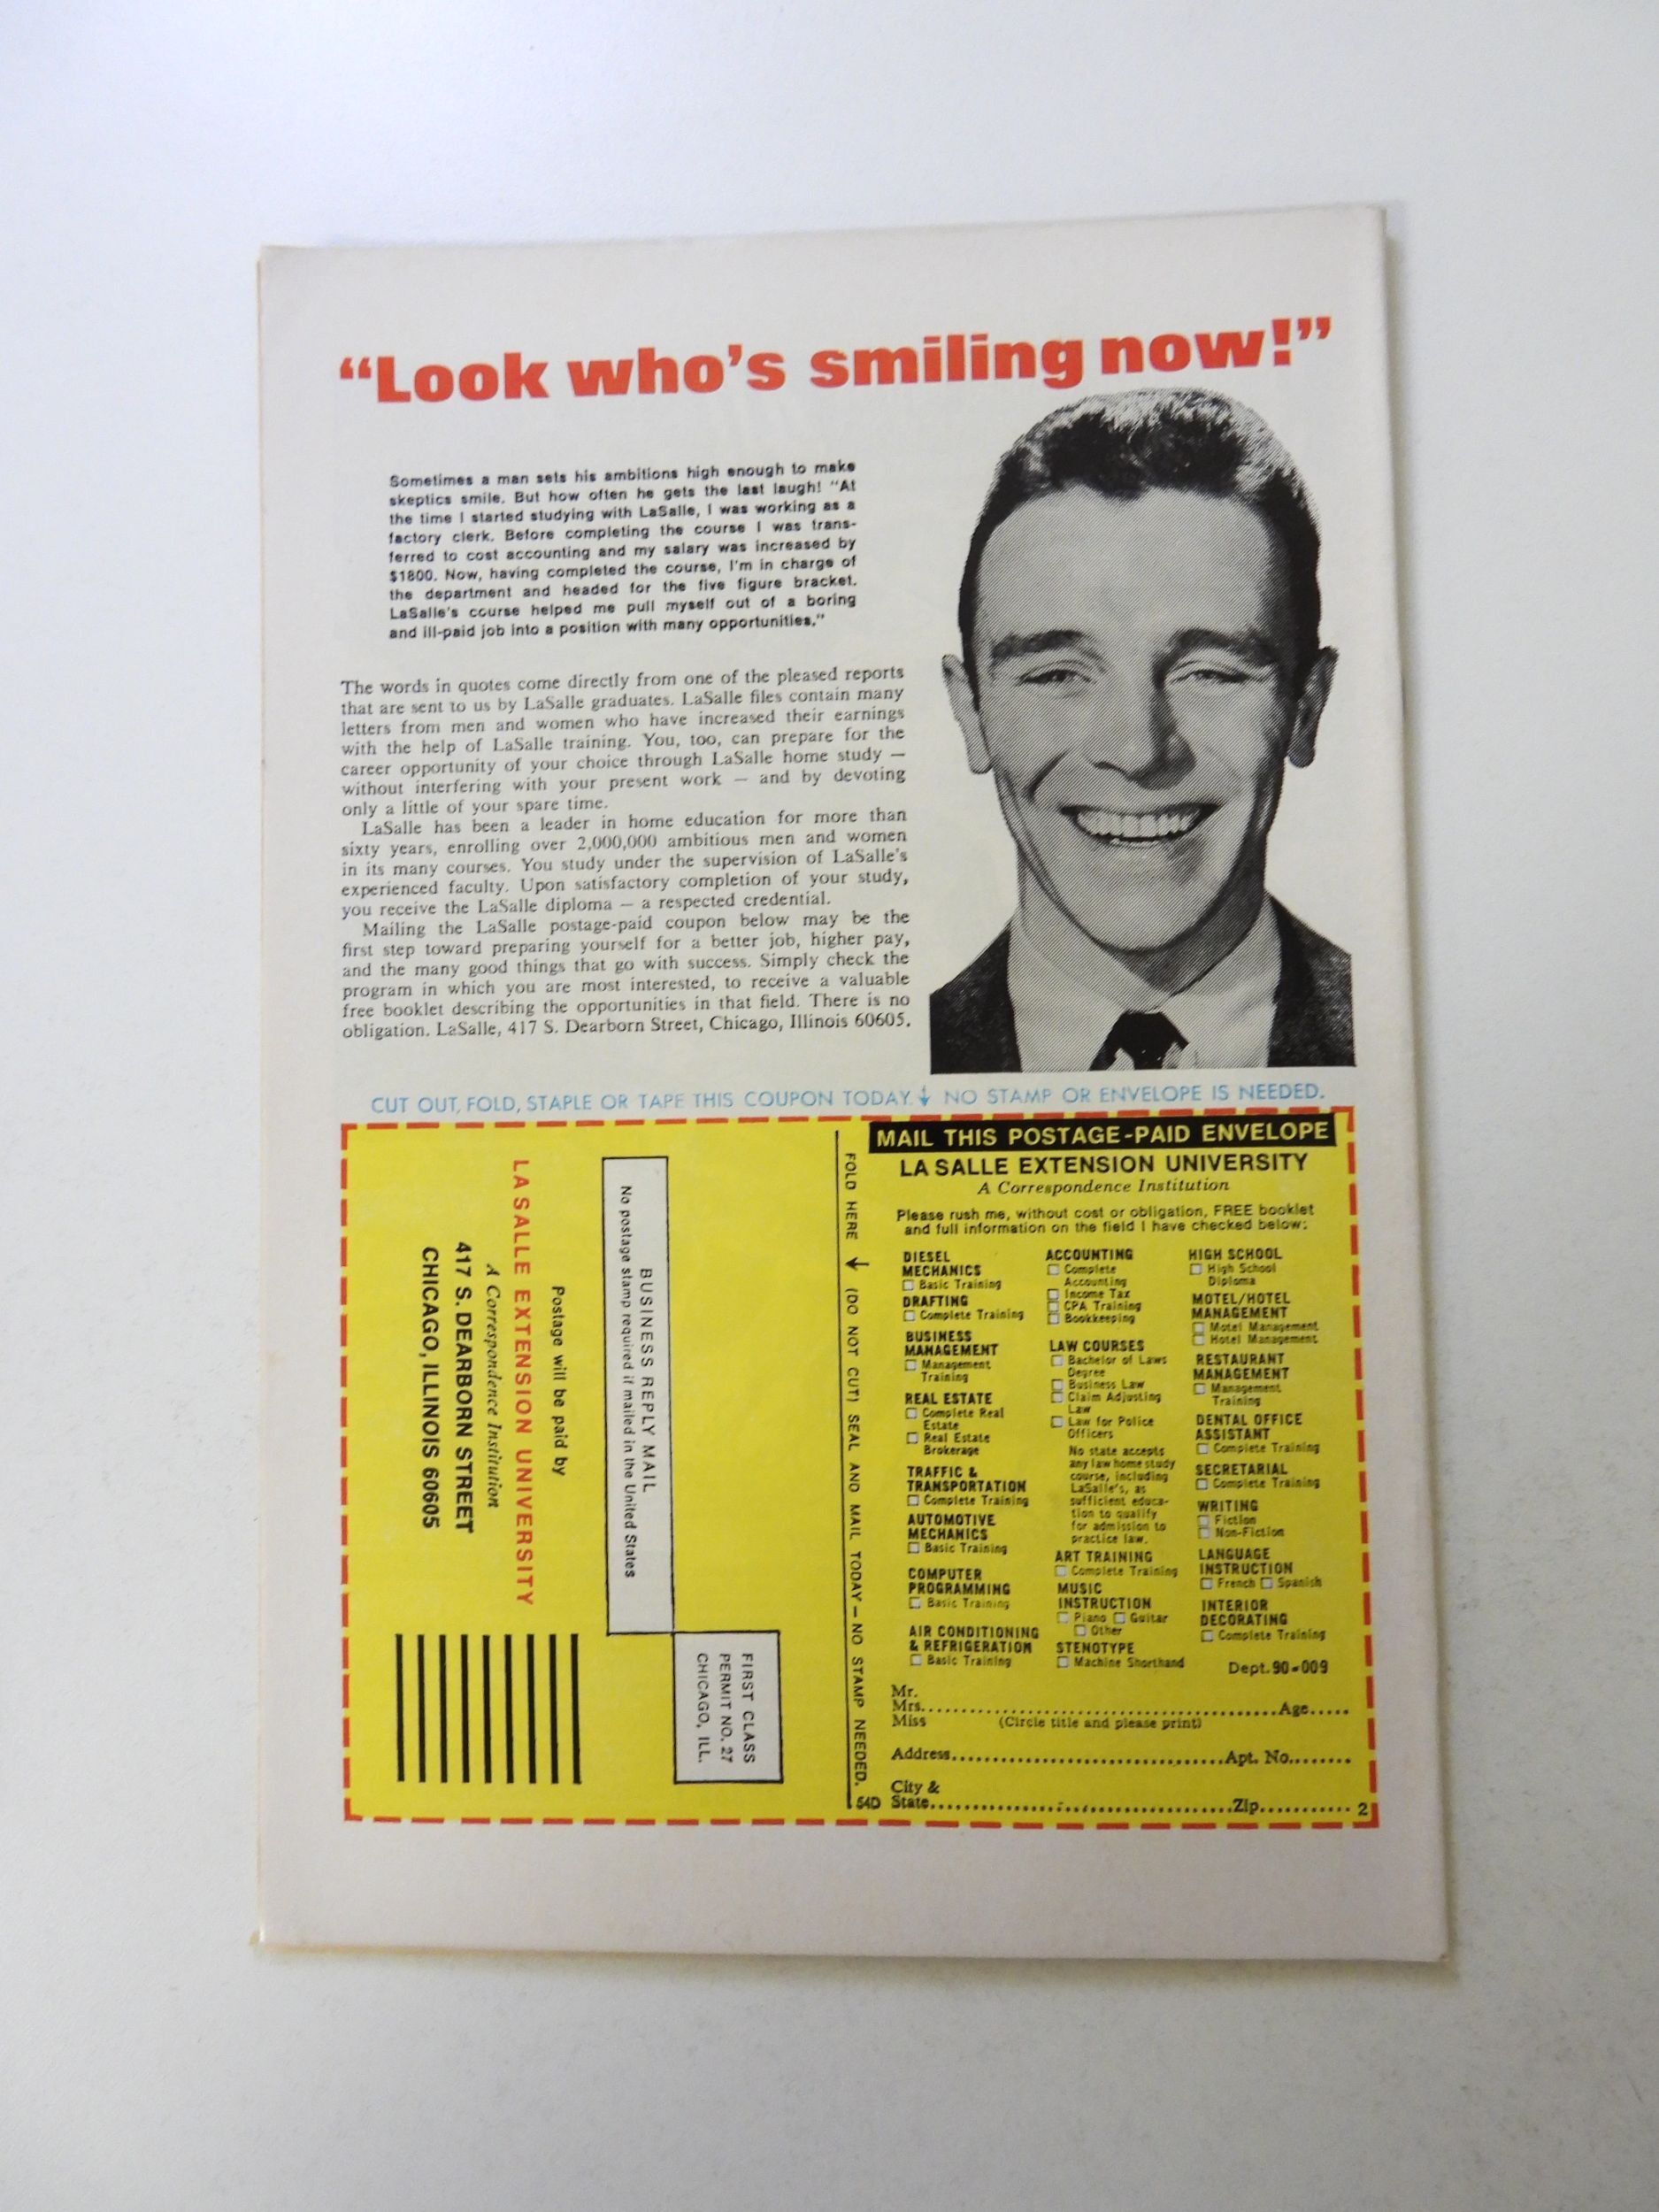 “Look who’s smiling now!”
Sometimes a man sets his ambitions high enough to make
skeptics smile. But how often he gets the last laugh! “At
the time I started studying with LaSalle, I was working as a
factory clerk. Before completing the course I was trans-
ferred to cost accounting and my salary was increased by
$1800. Now, having completed the course, I’m in charge of
the department and headed for the five figure bracket.
LaSalle’s course helped me pull myself out of a boring
and ill-paid job into a position with many opportunities.”
The words in quotes come directly from one of the pleased reports
that are sent to us by LaSalle graduates. LaSalle files contain many
letters from men and women who have increased their earnings
with the help of LaSalle training. You, too, can prepare for the
career opportunity of your choice through LaSalle home study —
without interfering with your present work — and by devoting
only a little of your spare time.
LaSalle has been a leader in home education for more than
sixty years, enrolling over 2,000,000 ambitious men and women
in its many courses. You study under the supervision of LaSalle’s
experienced faculty. Upon satisfactory completion of your study,
you receive the LaSalle diploma — a respected credential.
Mailing the LaSalle postage-paid coupon below may be the
first step toward preparing yourself for a better job, higher pay,
and the many good things that go with success. Simply check the
program in which you are most interested, to receive a valuable
free booklet describing the opportunities in that field. There is no
obligation. LaSalle, 417 S. Dearborn Street, Chicago, Illinois 60605.
CUT OUT, FOLD, STAPLE OR TAPE THIS COUPON TODAY. ↓ NO STAMP OR ENVELOPE IS NEEDED.
FIRST CLASS
PERMIT NO. 27
CHICAGO, ILL.
BUSINESS REPLY MAIL
No postage stamp required if mailed in the United States
Postage will be paid by
LA SALLE EXTENSION UNIVERSITY
A Correspondence Institution
417 S. DEARBORN STREET
CHICAGO, ILLINOIS 60605
FOLD HERE (DO NOT CUT) SEAL AND MAIL TODAY — NO STAMP NEEDED.
MAIL THIS POSTAGE-PAID ENVELOPE
LA SALLE EXTENSION UNIVERSITY
A Correspondence Institution
Please rush me, without cost or obligation, FREE booklet
and full information on the field I have checked below:
DIESEL
MECHANICS
☐ Basic Training
DRAFTING
☐ Complete Training
BUSINESS
MANAGEMENT
☐ Management
Training
REAL ESTATE
☐ Complete Real
Estate
☐ Real Estate
Brokerage
TRAFFIC &
TRANSPORTATION
☐ Complete Training
AUTOMOTIVE
MECHANICS
☐ Basic Training
COMPUTER
PROGRAMMING
☐ Basic Training
AIR CONDITIONING
& REFRIGERATION
☐ Basic Training
ACCOUNTING
☐ Complete
Accounting
☐ Income Tax
☐ CPA Training
☐ Bookkeeping
LAW COURSES
☐ Bachelor of Laws
Degree
☐ Business Law
☐ Claim Adjusting
Law
☐ Law for Police
Officers
No state accepts
any law home study
course, including
LaSalle’s, as
sufficient educa-
tion to qualify
for admission to
practice law.
ART TRAINING
☐ Complete Training
MUSIC
INSTRUCTION
☐ Piano ☐ Guitar
☐ Other
STENOTYPE
☐ Machine Shorthand
HIGH SCHOOL
☐ High School
Diploma
MOTEL/HOTEL
MANAGEMENT
☐ Motel Management
☐ Hotel Management
RESTAURANT
MANAGEMENT
☐ Management
Training
DENTAL OFFICE
ASSISTANT
☐ Complete Training
SECRETARIAL
☐ Complete Training
WRITING
☐ Fiction
☐ Non-Fiction
LANGUAGE
INSTRUCTION
☐ French ☐ Spanish
INTERIOR
DECORATING
☐ Complete Training
Dept. 90-009
Mr.
Mrs. Age
Miss (Circle title and please print)
Address Apt. No.
City &
54D State Zip 2